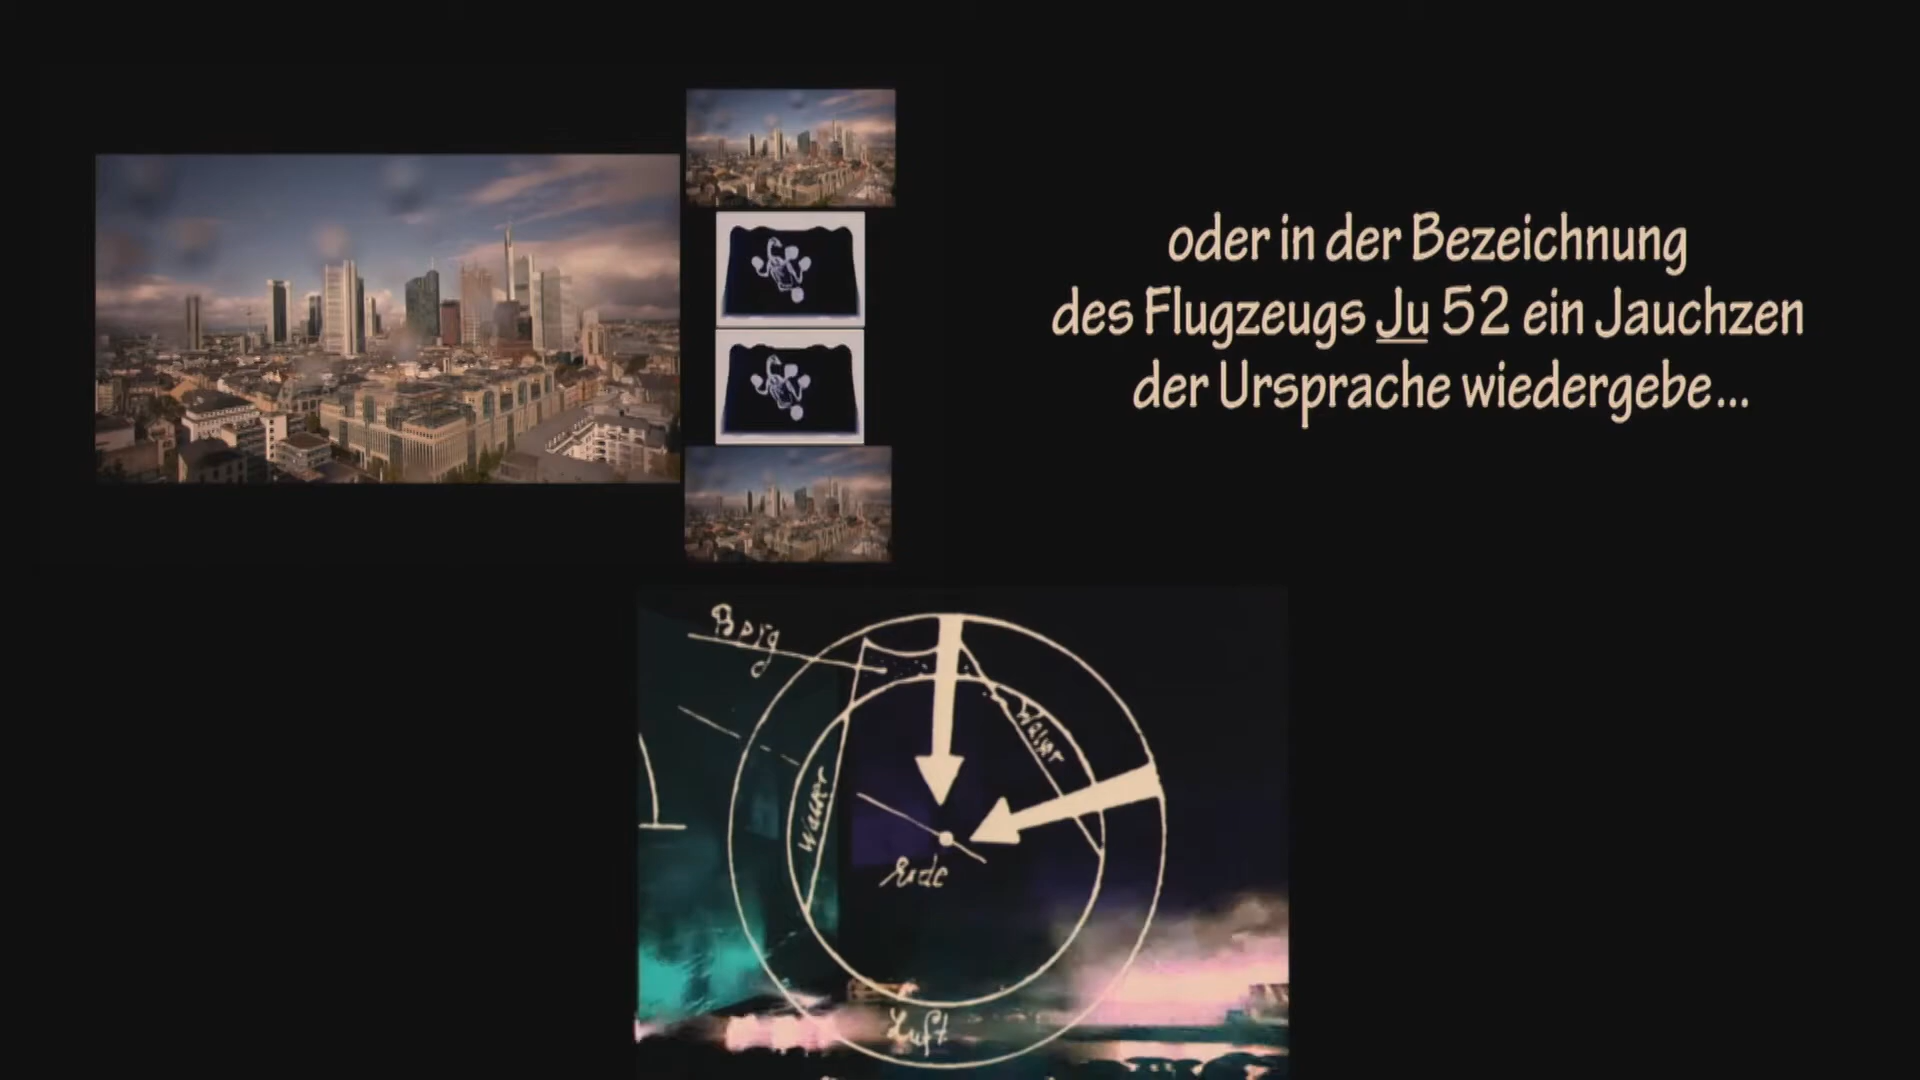 oder in der Bezeichnung
des Flugzeugs Ju 52 ein Jauchzen
der Ursprache wiedergebe...
Berg
Wasser
Wasser
Erde
Luft